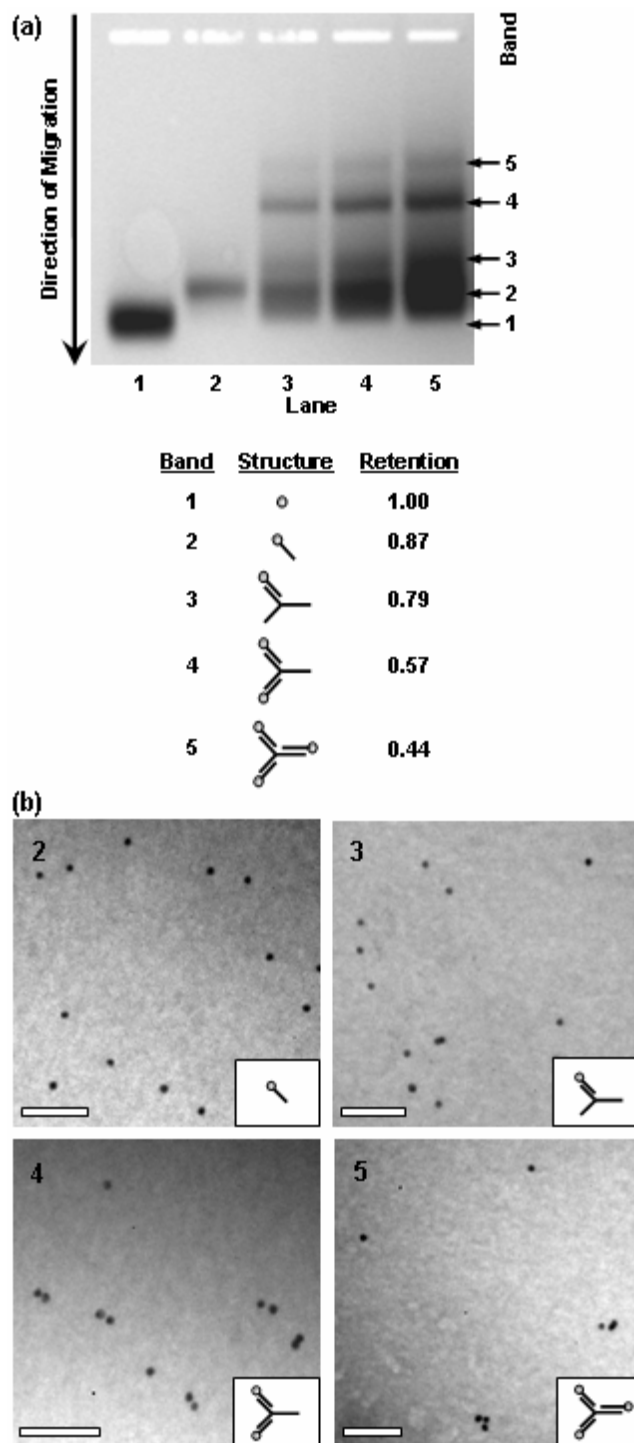 (a)
Direction of Migration
Band
5
4
3
2
1
1 2 3 4 5
Lane
Band Structure Retention
1 1.00
2 0.87
3 0.79
4 0.57
5 0.44
(b)
2
3
4
5